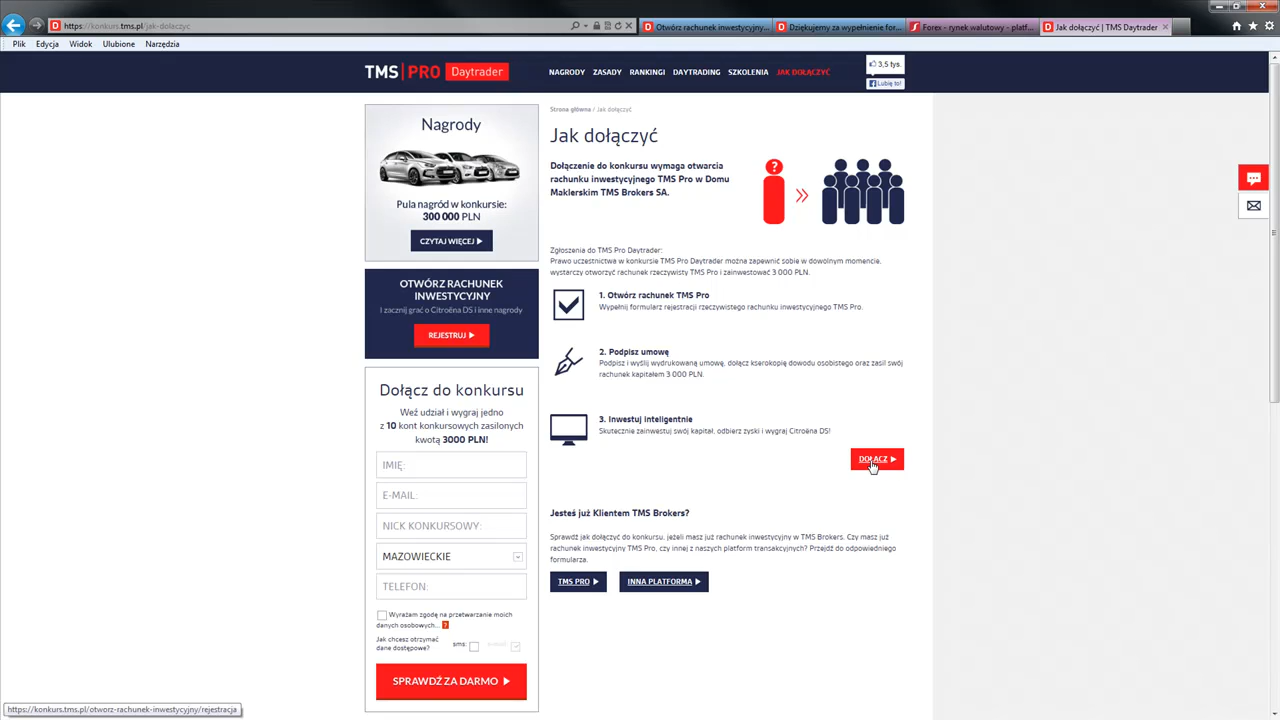 https://konkurs.tms.pl/jak-dolaczyc
Otwórz rachunek inwestycyjny...
Dziękujemy za wypełnienie for...
Forex - rynek walutowy - platf...
Jak dołączyć | TMS Daytrader
Plik Edycja Widok Ulubione Narzędzia
TMS PRO Daytrader
NAGRODY ZASADY RANKINGI DAYTRADING SZKOLENIA JAK DOŁĄCZYĆ
3,5 tys.
Lubię to!
Nagrody
Pula nagród w konkursie:
300 000 PLN
CZYTAJ WIĘCEJ
OTWÓRZ RACHUNEK
INWESTYCYJNY
I zacznij grać o Citroëna DS i inne nagrody
REJESTRUJ
Dołącz do konkursu
Weź udział i wygraj jedno
z 10 kont konkursowych zasilonych
kwotą 3000 PLN!
IMIĘ:
E-MAIL:
NICK KONKURSOWY:
MAZOWIECKIE
TELEFON:
Wyrażam zgodę na przetwarzanie moich
danych osobowych... ?
Jak chcesz otrzymać
dane dostępowe?
sms:
SPRAWDŹ ZA DARMO
Strona główna / Jak dołączyć
Jak dołączyć
Dołączenie do konkursu wymaga otwarcia
rachunku inwestycyjnego TMS Pro w Domu
Maklerskim TMS Brokers SA.
?
Zgłoszenia do TMS Pro Daytrader:
Prawo uczestnictwa w konkursie TMS Pro Daytrader można zapewnić sobie w dowolnym momencie,
wystarczy otworzyć rachunek rzeczywisty TMS Pro i zainwestować 3 000 PLN.
1. Otwórz rachunek TMS Pro
Wypełnij formularz rejestracji rzeczywistego rachunku inwestycyjnego TMS Pro.
2. Podpisz umowę
Podpisz i wyślij wydrukowaną umowę, dołącz kserokopię dowodu osobistego oraz zasil swój
rachunek kapitałem 3 000 PLN.
3. Inwestuj inteligentnie
Skutecznie zainwestuj swój kapitał, odbierz zyski i wygraj Citroëna DS!
DOŁĄCZ
Jesteś już Klientem TMS Brokers?
Sprawdź jak dołączyć do konkursu, jeżeli masz już rachunek inwestycyjny w TMS Brokers. Czy masz już
rachunek inwestycyjny TMS Pro, czy innej z naszych platform transakcyjnych? Przejdź do odpowiedniego
formularza.
TMS PRO
INNA PLATFORMA
https://konkurs.tms.pl/otworz-rachunek-inwestycyjny/rejestracja